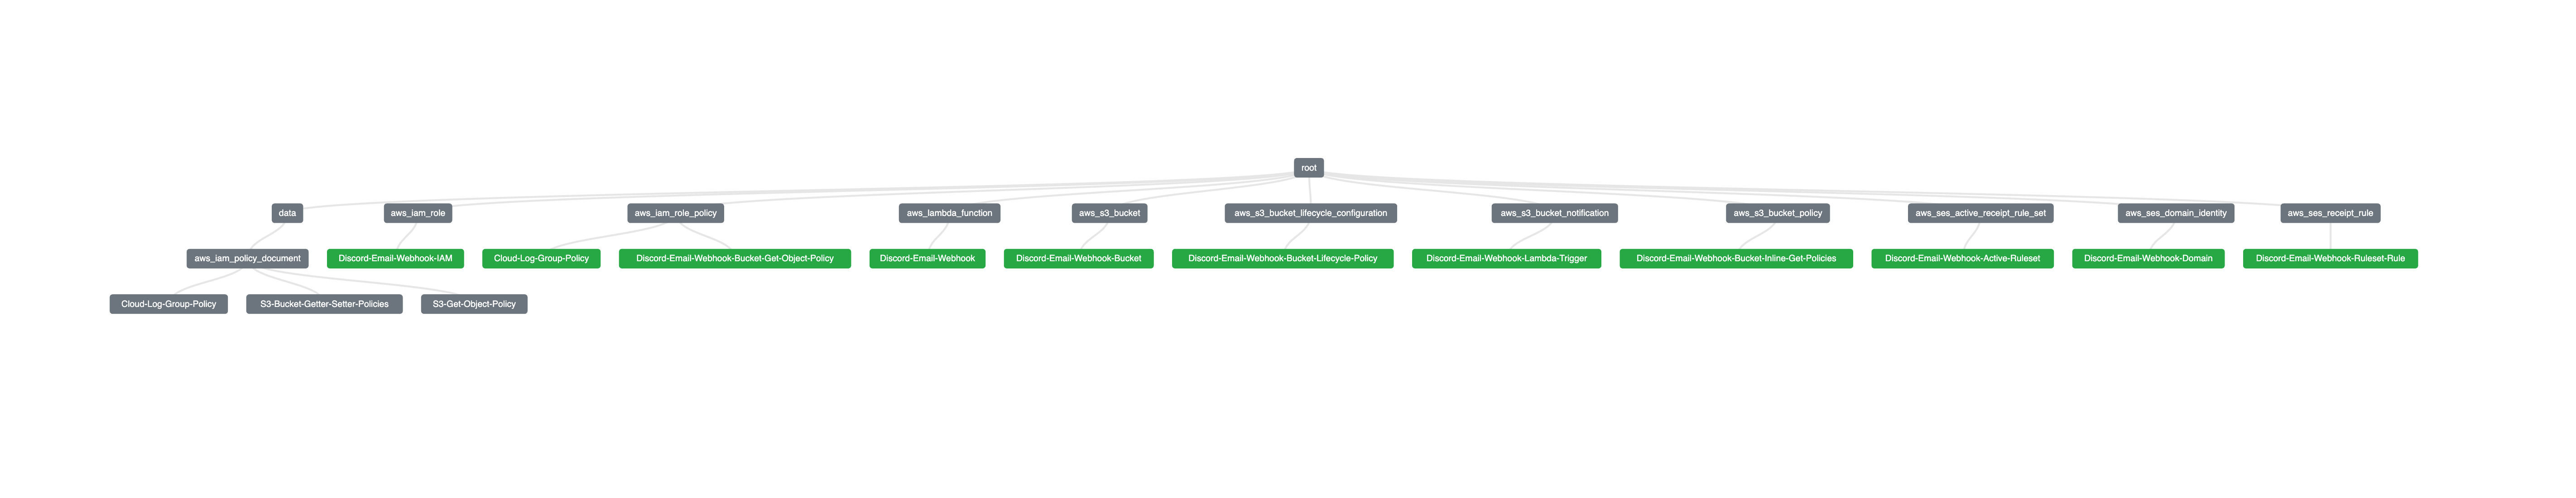 root
data
aws_iam_role
aws_iam_role_policy
aws_lambda_function
aws_s3_bucket
aws_s3_bucket_lifecycle_configuration
aws_s3_bucket_notification
aws_s3_bucket_policy
aws_ses_active_receipt_rule_set
aws_ses_domain_identity
aws_ses_receipt_rule
aws_iam_policy_document
Discord-Email-Webhook-IAM
Cloud-Log-Group-Policy
Discord-Email-Webhook-Bucket-Get-Object-Policy
Discord-Email-Webhook
Discord-Email-Webhook-Bucket
Discord-Email-Webhook-Bucket-Lifecycle-Policy
Discord-Email-Webhook-Lambda-Trigger
Discord-Email-Webhook-Bucket-Inline-Get-Policies
Discord-Email-Webhook-Active-Ruleset
Discord-Email-Webhook-Domain
Discord-Email-Webhook-Ruleset-Rule
Cloud-Log-Group-Policy
S3-Bucket-Getter-Setter-Policies
S3-Get-Object-Policy